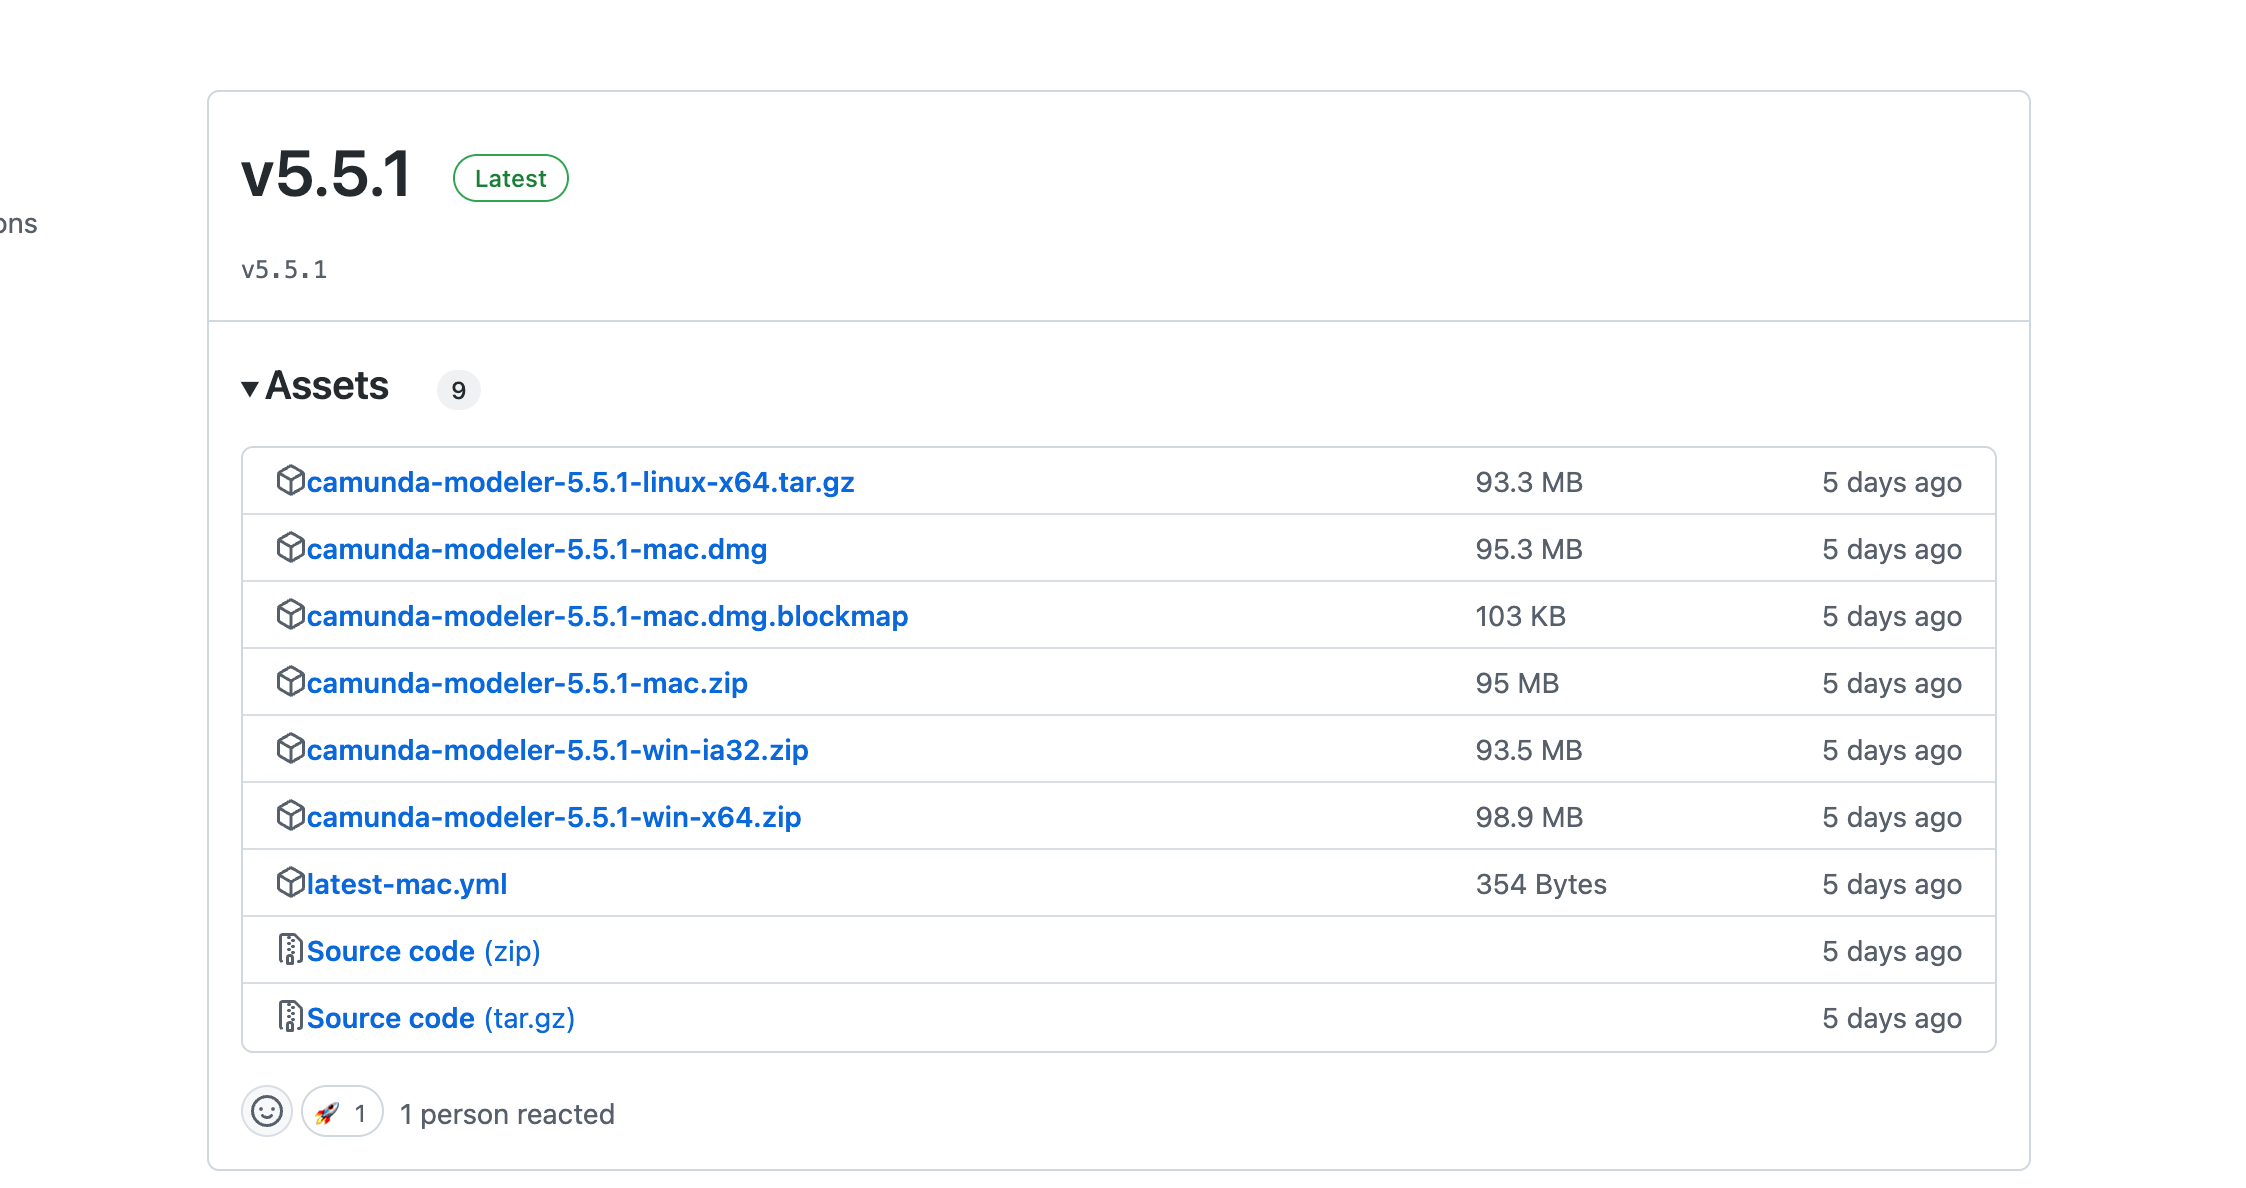 v5.5.1 Latest
ons
v5.5.1
Assets 9
camunda-modeler-5.5.1-linux-x64.tar.gz 93.3 MB 5 days ago
camunda-modeler-5.5.1-mac.dmg 95.3 MB 5 days ago
camunda-modeler-5.5.1-mac.dmg.blockmap 103 KB 5 days ago
camunda-modeler-5.5.1-mac.zip 95 MB 5 days ago
camunda-modeler-5.5.1-win-ia32.zip 93.5 MB 5 days ago
camunda-modeler-5.5.1-win-x64.zip 98.9 MB 5 days ago
latest-mac.yml 354 Bytes 5 days ago
Source code (zip) 5 days ago
Source code (tar.gz) 5 days ago
🚀 1 1 person reacted